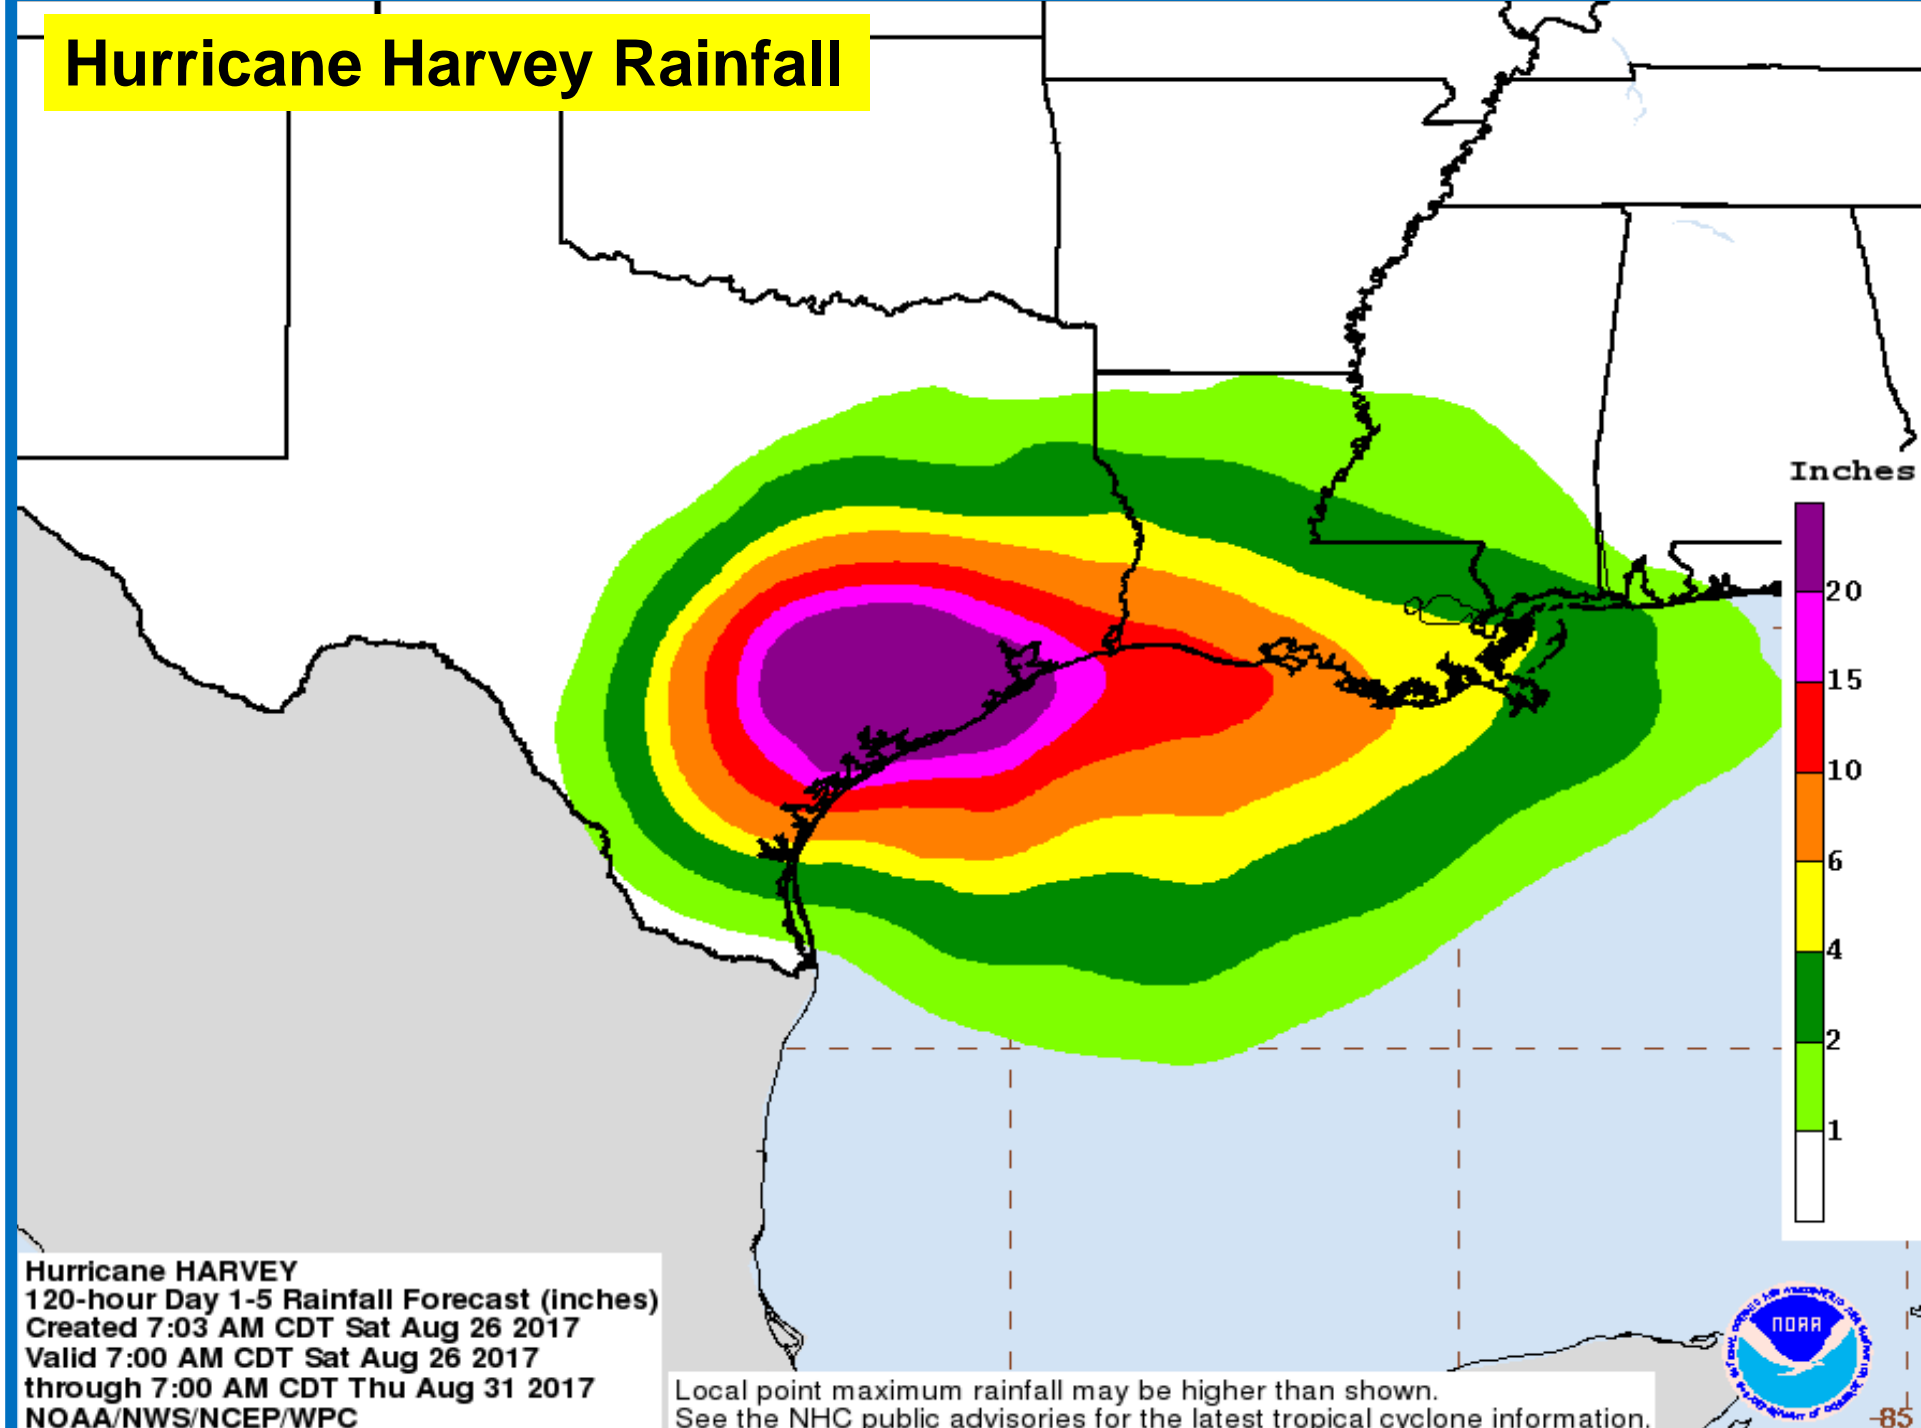 Hurricane Harvey Rainfall
Inches
20
15
10
6
4
2
1
Hurricane HARVEY
120-hour Day 1-5 Rainfall Forecast (inches)
Created 7:03 AM CDT Sat Aug 26 2017
Valid 7:00 AM CDT Sat Aug 26 2017
through 7:00 AM CDT Thu Aug 31 2017
NOAA/NWS/NCEP/WPC
Local point maximum rainfall may be higher than shown.
See the NHC public advisories for the latest tropical cyclone information.
NOAA
-85